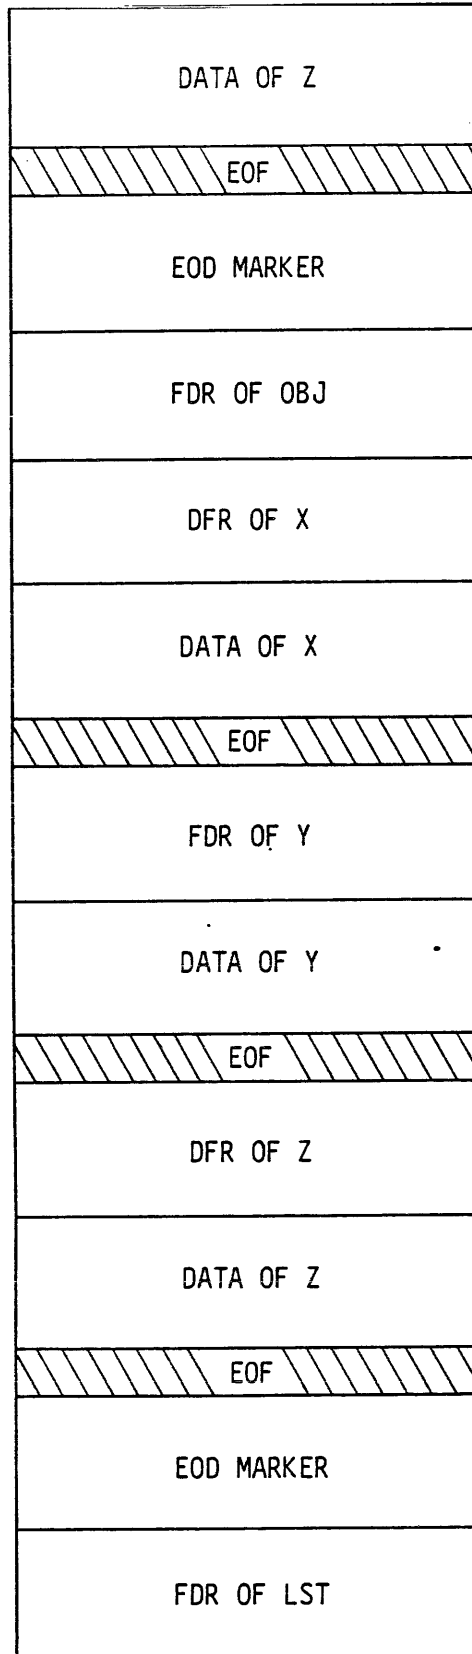 DATA OF Z
EOF
EOD MARKER
FDR OF OBJ
DFR OF X
DATA OF X
EOF
FDR OF Y
DATA OF Y
EOF
DFR OF Z
DATA OF Z
EOF
EOD MARKER
FDR OF LST